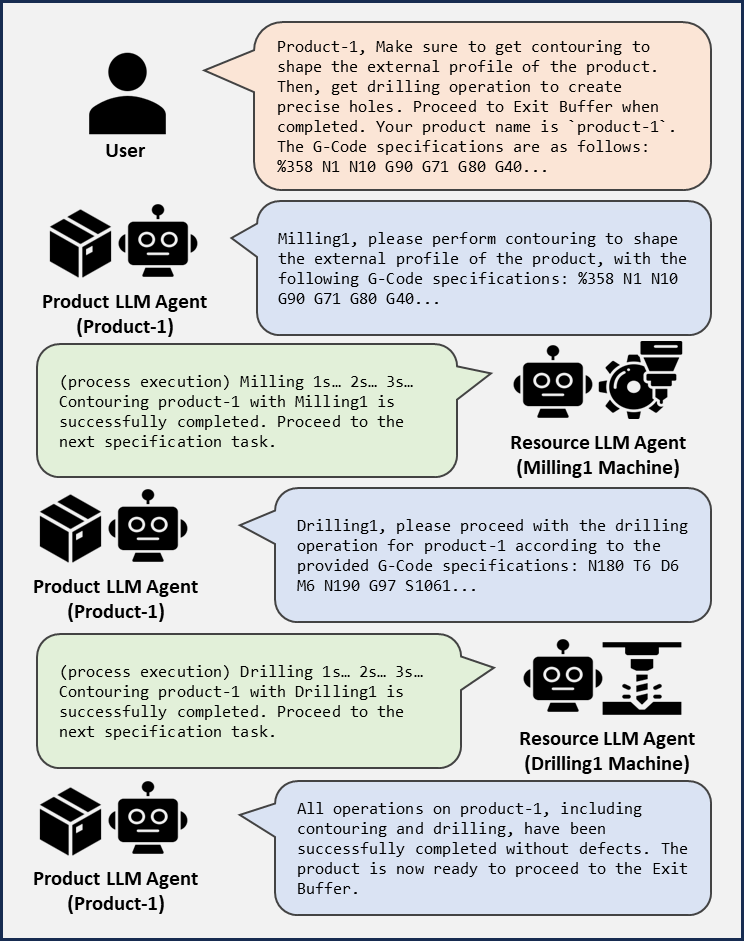 Product-1, Make sure to get contouring to
shape the external profile of the product.
Then, get drilling operation to create
precise holes. Proceed to Exit Buffer when
completed. Your product name is `product-1`.
The G-Code specifications are as follows:
%358 N1 N10 G90 G71 G80 G40...
User
Milling1, please perform contouring to shape
the external profile of the product, with the
following G-Code specifications: %358 N1 N10
G90 G71 G80 G40...
Product LLM Agent
(Product-1)
(process execution) Milling 1s… 2s… 3s…
Contouring product-1 with Milling1 is
successfully completed. Proceed to the
next specification task.
Resource LLM Agent
(Milling1 Machine)
Drilling1, please proceed with the drilling
operation for product-1 according to the
provided G-Code specifications: N180 T6 D6
M6 N190 G97 S1061...
Product LLM Agent
(Product-1)
(process execution) Drilling 1s… 2s… 3s…
Contouring product-1 with Drilling1 is
successfully completed. Proceed to the
next specification task.
Resource LLM Agent
(Drilling1 Machine)
All operations on product-1, including
contouring and drilling, have been
successfully completed without defects. The
product is now ready to proceed to the Exit
Buffer.
Product LLM Agent
(Product-1)